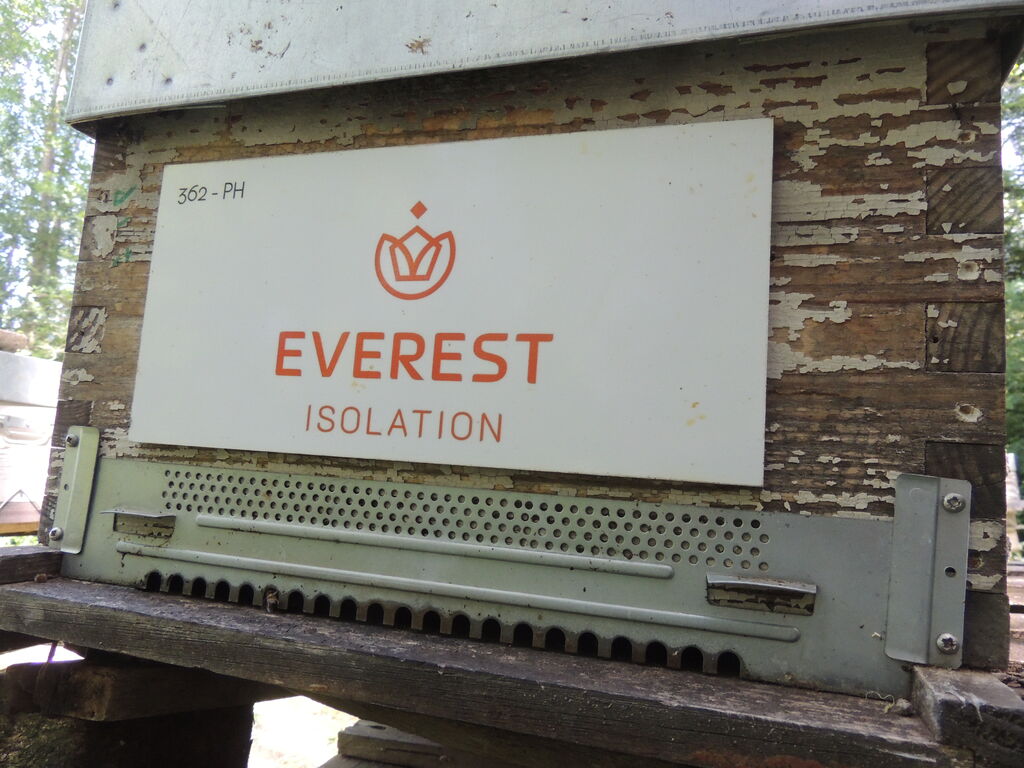 362 - PH
EVEREST
ISOLATION